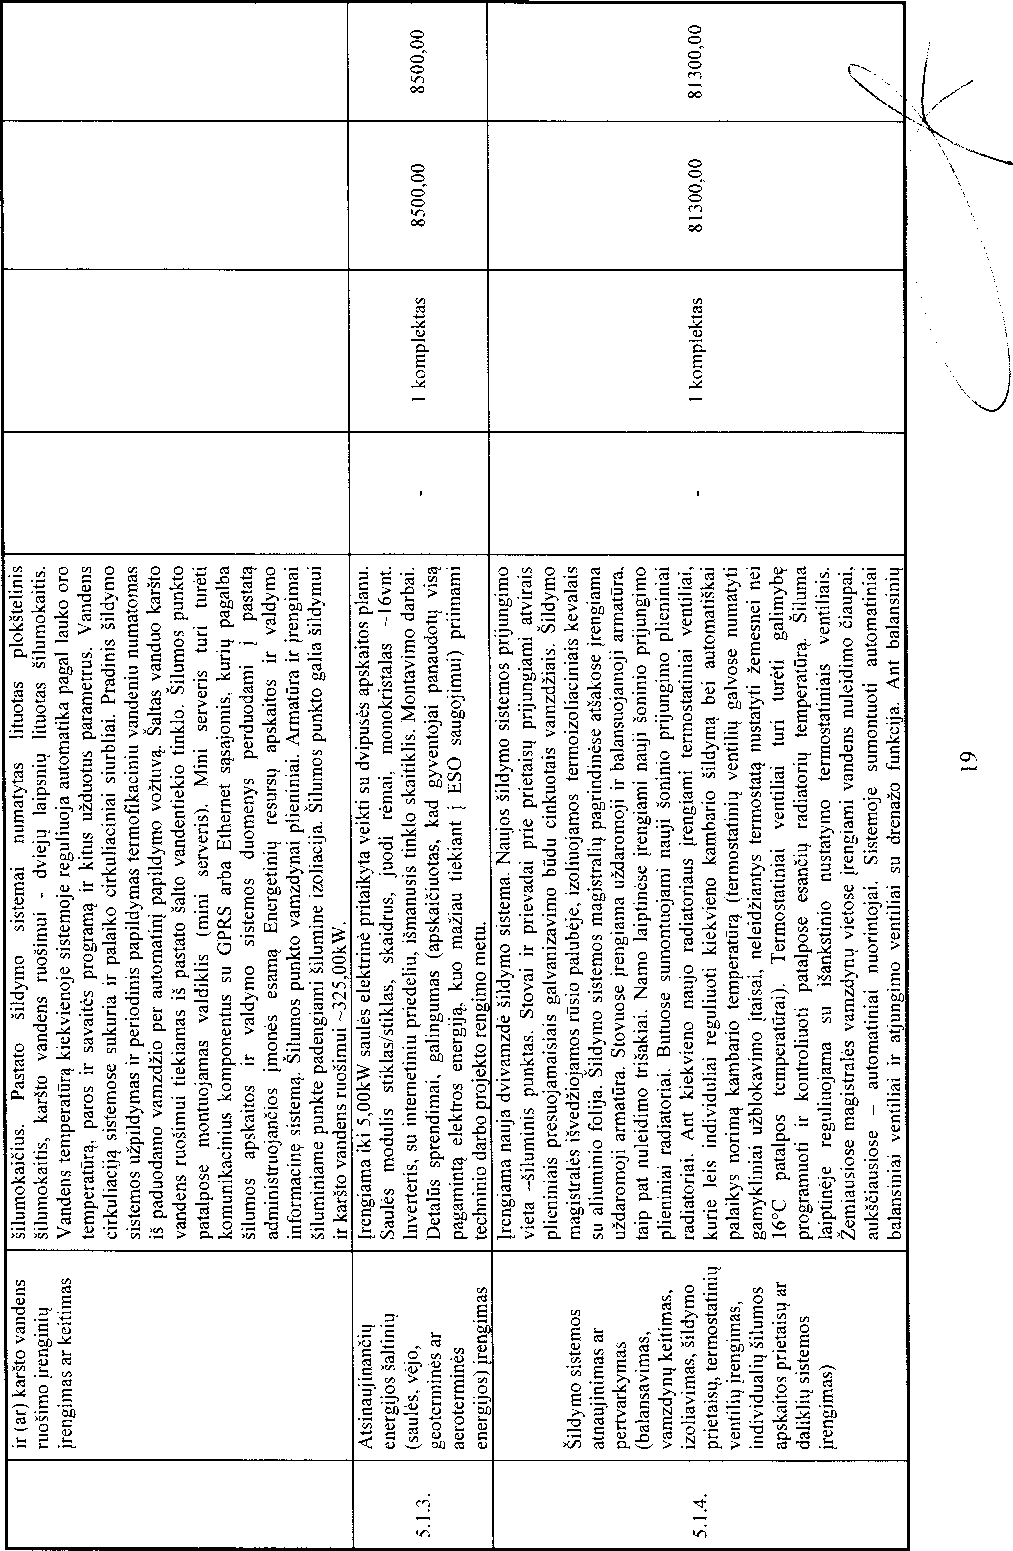 ir (ar) karšto vandens
ruošimo įrenginių
įrengimas ar keitimas
šilumokaičius. Pastato šildymo sistemai numatytas lituotas plokštelinis
šilumokaitis, karšto vandens ruošimui - dviejų laipsnių lituotas šilumokaitis.
Vandens temperatūrą kiekvienoje sistemoje reguliuoja automatika pagal lauko oro
temperatūrą, paros ir savaitės programą ir kitus užduotus parametrus. Vandens
cirkuliaciją sistemose sukuria ir palaiko cirkuliaciniai siurbliai. Pradinis šildymo
sistemos užpildymas ir periodinis papildymas termofikaciniu vandeniu numatomas
iš paduodamo vamzdžio per automatinį papildymo vožtuvą. Šaltas vanduo karšto
vandens ruošimui tiekiamas iš pastato šalto vandentiekio tinklo. Šilumos punkto
patalpose montuojamas valdiklis (mini serveris). Mini serveris turi turėti
komunikacinius komponentus su GPRS arba Ethernet sąsajomis, kurių pagalba
šilumos apskaitos ir valdymo sistemos duomenys perduodami į pastatą
administruojančios įmonės esamą Energetinių resursų apskaitos ir valdymo
informacinę sistemą. Šilumos punko vamzdynai plieniniai. Armatūra ir įrengimai
šiluminiame punkte padengiami šilumine izoliacija. Šilumos punkto galia šildymui
ir karšto vandens ruošimui ~325,00kW.
5.1.3.
Atsinaujinančių
energijos šaltinių
(saulės, vėjo,
geoterminės ar
aeroterminės
energijos) įrengimas
Įrengiama iki 5,00kW saulės elektrinė pritaikyta veikti su dvipusės apskaitos planu.
Saulės modulis stiklas/stiklas, skaidrus, juodi rėmai, monokristalas ~16vnt.
Inverteris, su internetiniu priedeliu, išmanusis tinklo skaitiklis. Montavimo darbai.
Detalūs sprendimai, galingumas (apskaičiuotas, kad gyventojai panaudotų visą
pagamintą elektros energiją, kuo mažiau tiekiant į ESO saugojimui) priimami
techninio darbo projekto rengimo metu.
-
1 komplektas
8500,00
8500,00
5.1.4.
Šildymo sistemos
atnaujinimas ar
pertvarkymas
(balansavimas,
vamzdynų keitimas,
izoliavimas, šildymo
prietaisų, termostatinių
ventilių įrengimas,
individualių šilumos
apskaitos prietaisų ar
daliklių sistemos
įrengimas)
Įrengiama nauja dvivamzdė šildymo sistema. Naujos šildymo sistemos prijungimo
vieta –šiluminis punktas. Stovai ir prievadai prie prietaisų prijungiami atvirais
plieniniais presuojamaisiais galvanizavimo būdu cinkuotais vamzdžiais. Šildymo
magistralės išvedžiojamos rūsio palubėje, izoliuojamos termoizoliaciniais kevalais
su aliuminio folija. Šildymo sistemos magistralių pagrindinėse atšakose įrengiama
uždaromoji armatūra. Stovuose įrengiama uždaromoji ir balansuojamoji armatūra,
taip pat nuleidimo trišakiai. Namo laiptinėse įrengiami nauji šoninio prijungimo
plieniniai radiatoriai. Butuose sumontuojami nauji šoninio prijungimo plieniniai
radiatoriai. Ant kiekvieno naujo radiatoriaus įrengiami termostatiniai ventiliai,
kurie leis individuliai reguliuoti kiekvieno kambario šildymą bei automatiškai
palaikys norimą kambario temperatūrą (termostatinių ventilių galvose numatyti
gamykliniai užblokavimo įtaisai, neleidžiantys termostatą nustatyti žemesnei nei
16°C patalpos temperatūrai). Termostatiniai ventiliai turi turėti galimybę
programuoti ir kontroliuoti patalpose esančių radiatorių temperatūrą. Šiluma
laiptinėje reguliuojama su išankstinio nustatymo termostatiniais ventiliais.
Žemiausiose magistralės vamzdynų vietose įrengiami vandens nuleidimo čiaupai,
aukščiausiose – automatiniai nuorintojai. Sistemoje sumontuoti automatiniai
balansiniai ventiliai ir atjungimo ventiliai su drenažo funkcija. Ant balansinių
-
1 komplektas
81300,00
81300,00
19